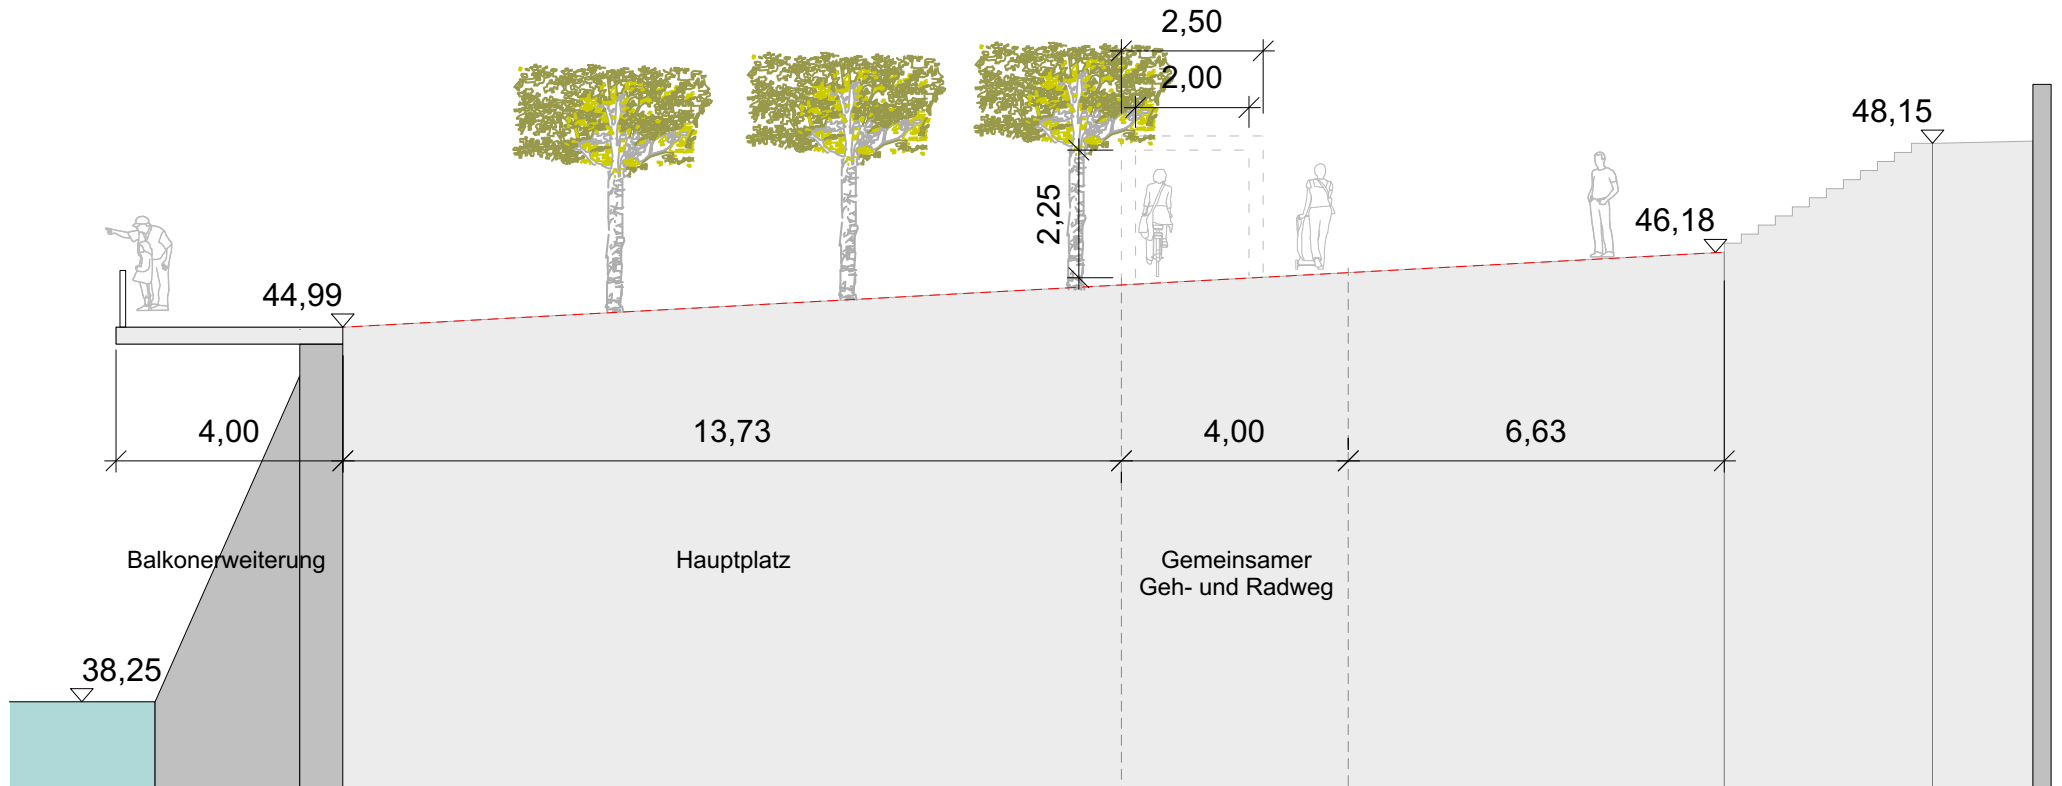 2,50
2,00
48,15
2,25
46,18
44,99
4,00
13,73
4,00
6,63
Balkonerweiterung
Hauptplatz
Gemeinsamer
Geh- und Radweg
38,25